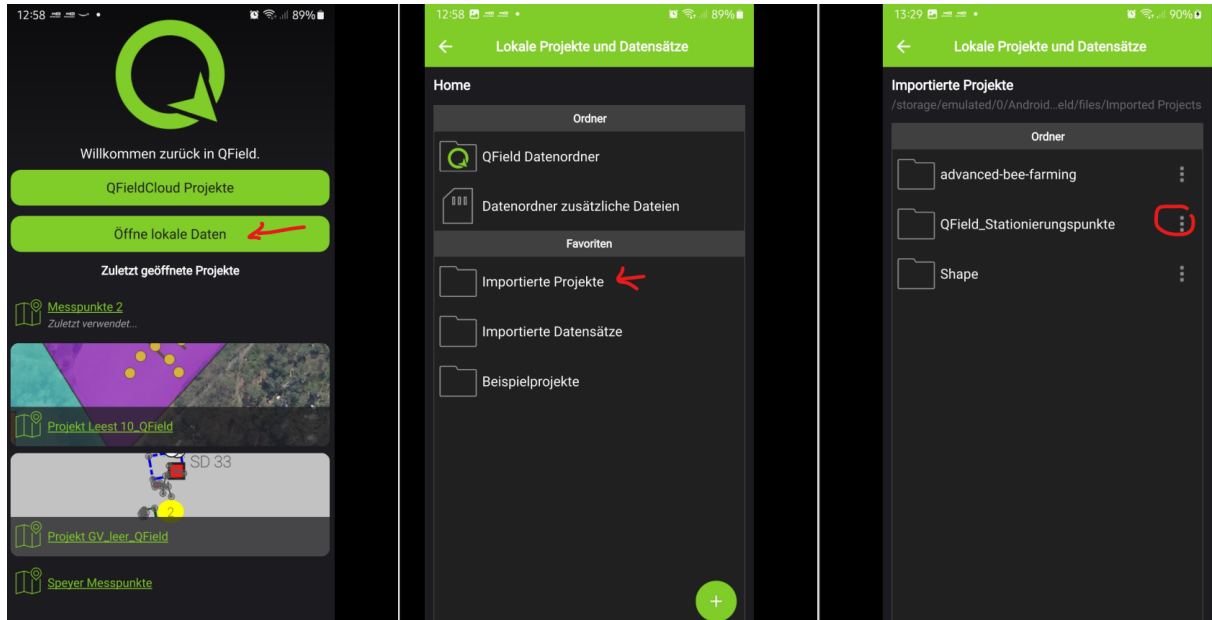 12:58
89%
Willkommen zurück in QField.
QFieldCloud Projekte
Öffne lokale Daten
Zuletzt geöffnete Projekte
Messpunkte 2
Zuletzt verwendet...
Projekt Leest 10_QField
SD 33
2
Projekt GV_leer_QField
Speyer Messpunkte
12:58
89%
Lokale Projekte und Datensätze
Home
Ordner
QField Datenordner
Datenordner zusätzliche Dateien
Favoriten
Importierte Projekte
Importierte Datensätze
Beispielprojekte
+
13:29
90%
Lokale Projekte und Datensätze
Importierte Projekte
/storage/emulated/0/Android...eld/files/Imported Projects
Ordner
advanced-bee-farming
QField_Stationierungspunkte
Shape